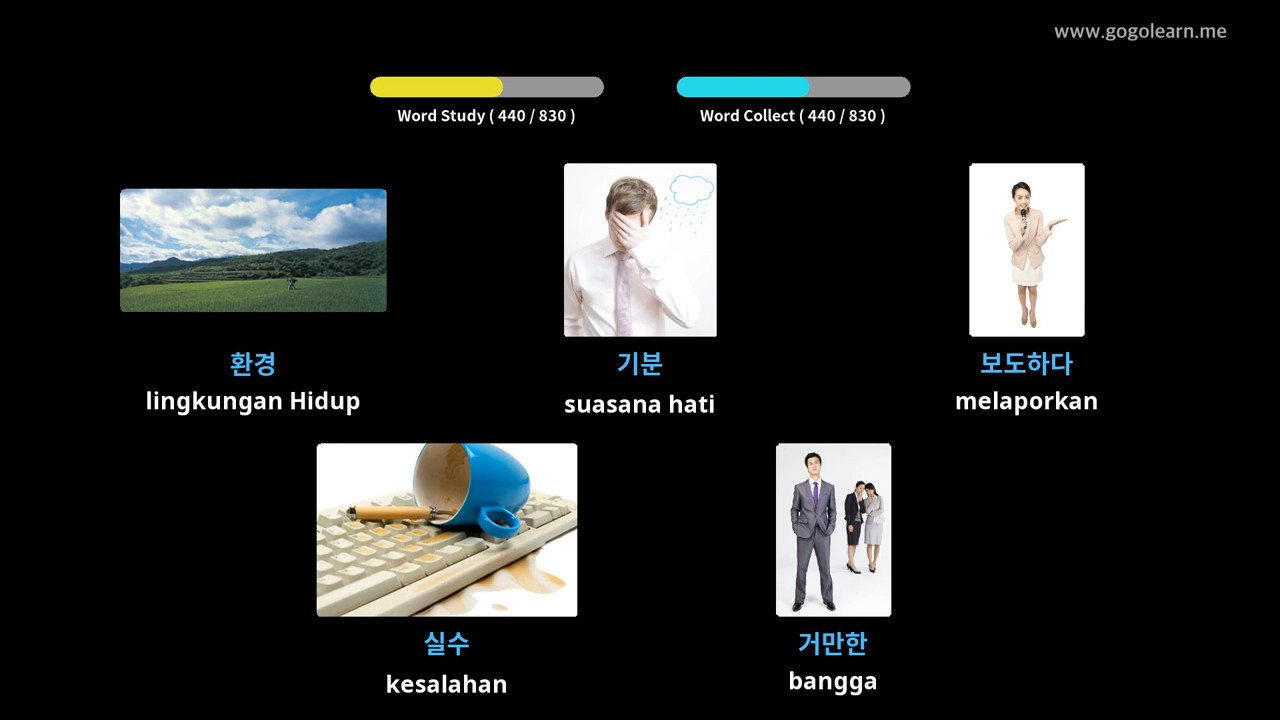 www.gogolearn.me
Word Study ( 440 / 830 )
Word Collect ( 440 / 830 )
환경
lingkungan Hidup
기분
suasana hati
보도하다
melaporkan
실수
kesalahan
거만한
bangga